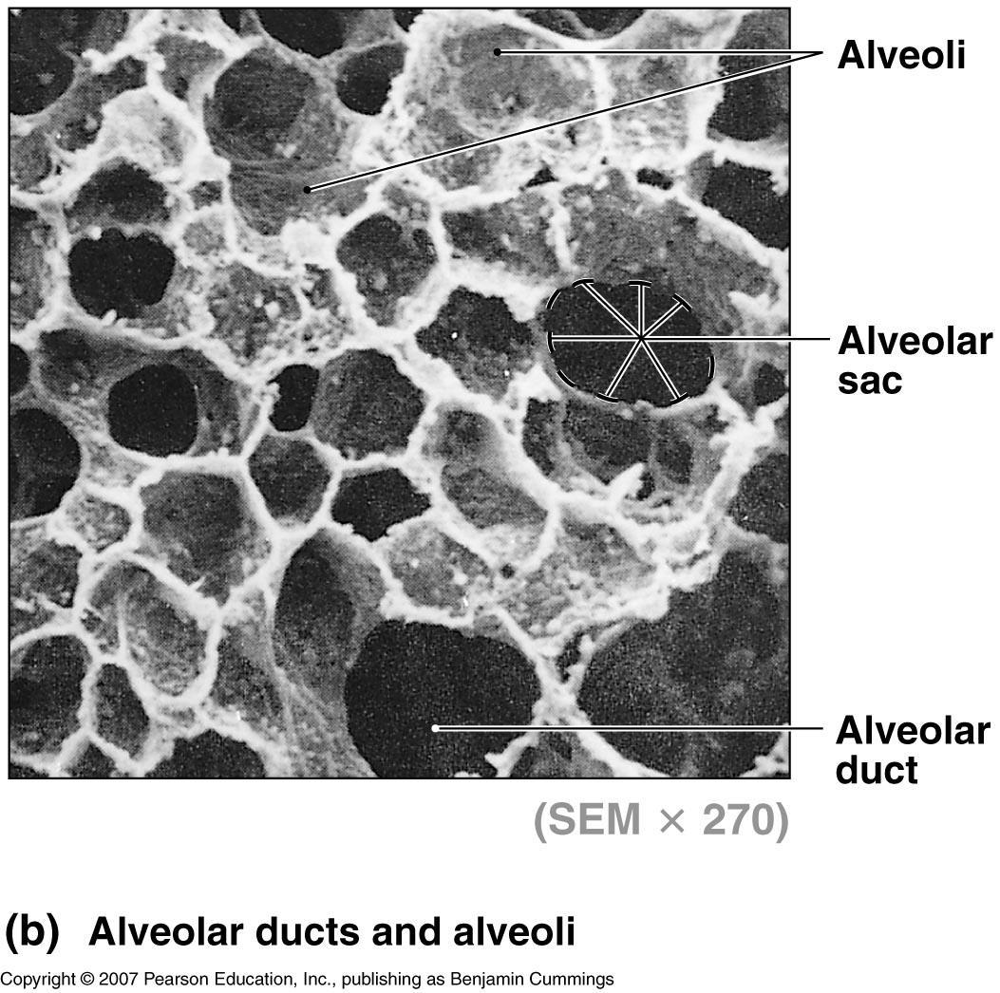 Alveoli
Alveolar
sac
Alveolar
duct
(SEM × 270)
(b) Alveolar ducts and alveoli
Copyright © 2007 Pearson Education, Inc., publishing as Benjamin Cummings